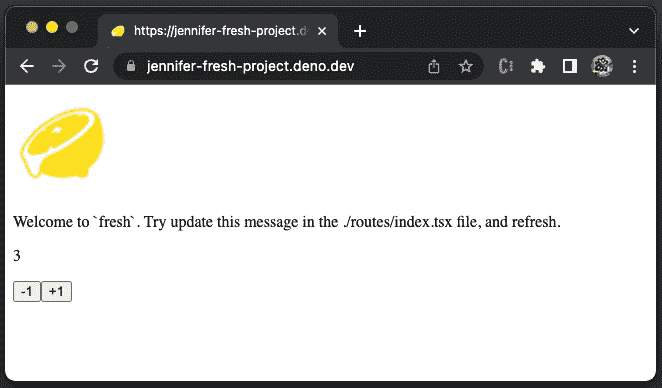 https://jennifer-fresh-project.d
jennifer-fresh-project.deno.dev
Welcome to `fresh`. Try update this message in the ./routes/index.tsx file, and refresh.
3
-1 +1